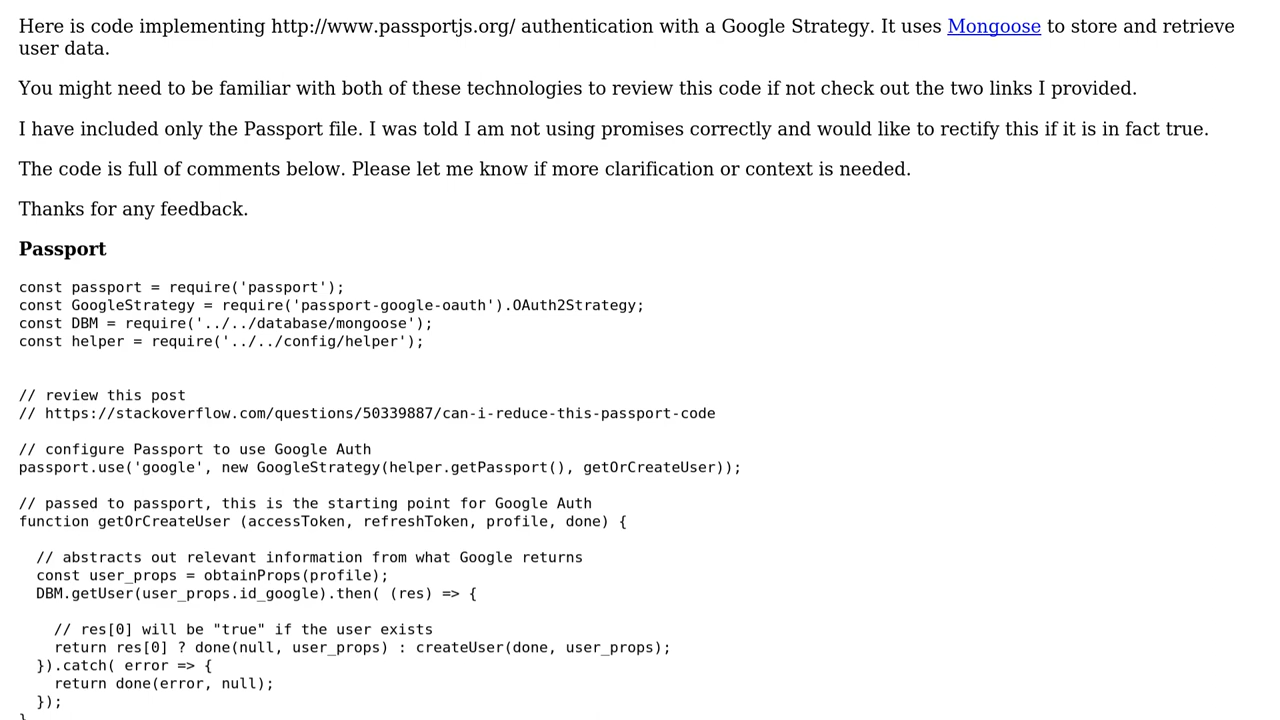 Here is code implementing http://www.passportjs.org/ authentication with a Google Strategy. It uses Mongoose to store and retrieve
user data.
You might need to be familiar with both of these technologies to review this code if not check out the two links I provided.
I have included only the Passport file. I was told I am not using promises correctly and would like to rectify this if it is in fact true.
The code is full of comments below. Please let me know if more clarification or context is needed.
Thanks for any feedback.
Passport
const passport = require('passport');
const GoogleStrategy = require('passport-google-oauth').OAuth2Strategy;
const DBM = require('../../database/mongoose');
const helper = require('../../config/helper');
// review this post
// https://stackoverflow.com/questions/50339887/can-i-reduce-this-passport-code
// configure Passport to use Google Auth
passport.use('google', new GoogleStrategy(helper.getPassport(), getOrCreateUser));
// passed to passport, this is the starting point for Google Auth
function getOrCreateUser (accessToken, refreshToken, profile, done) {
// abstracts out relevant information from what Google returns
const user_props = obtainProps(profile);
DBM.getUser(user_props.id_google).then( (res) => {
// res[0] will be "true" if the user exists
return res[0] ? done(null, user_props) : createUser(done, user_props);
}).catch( error => {
return done(error, null);
});
}